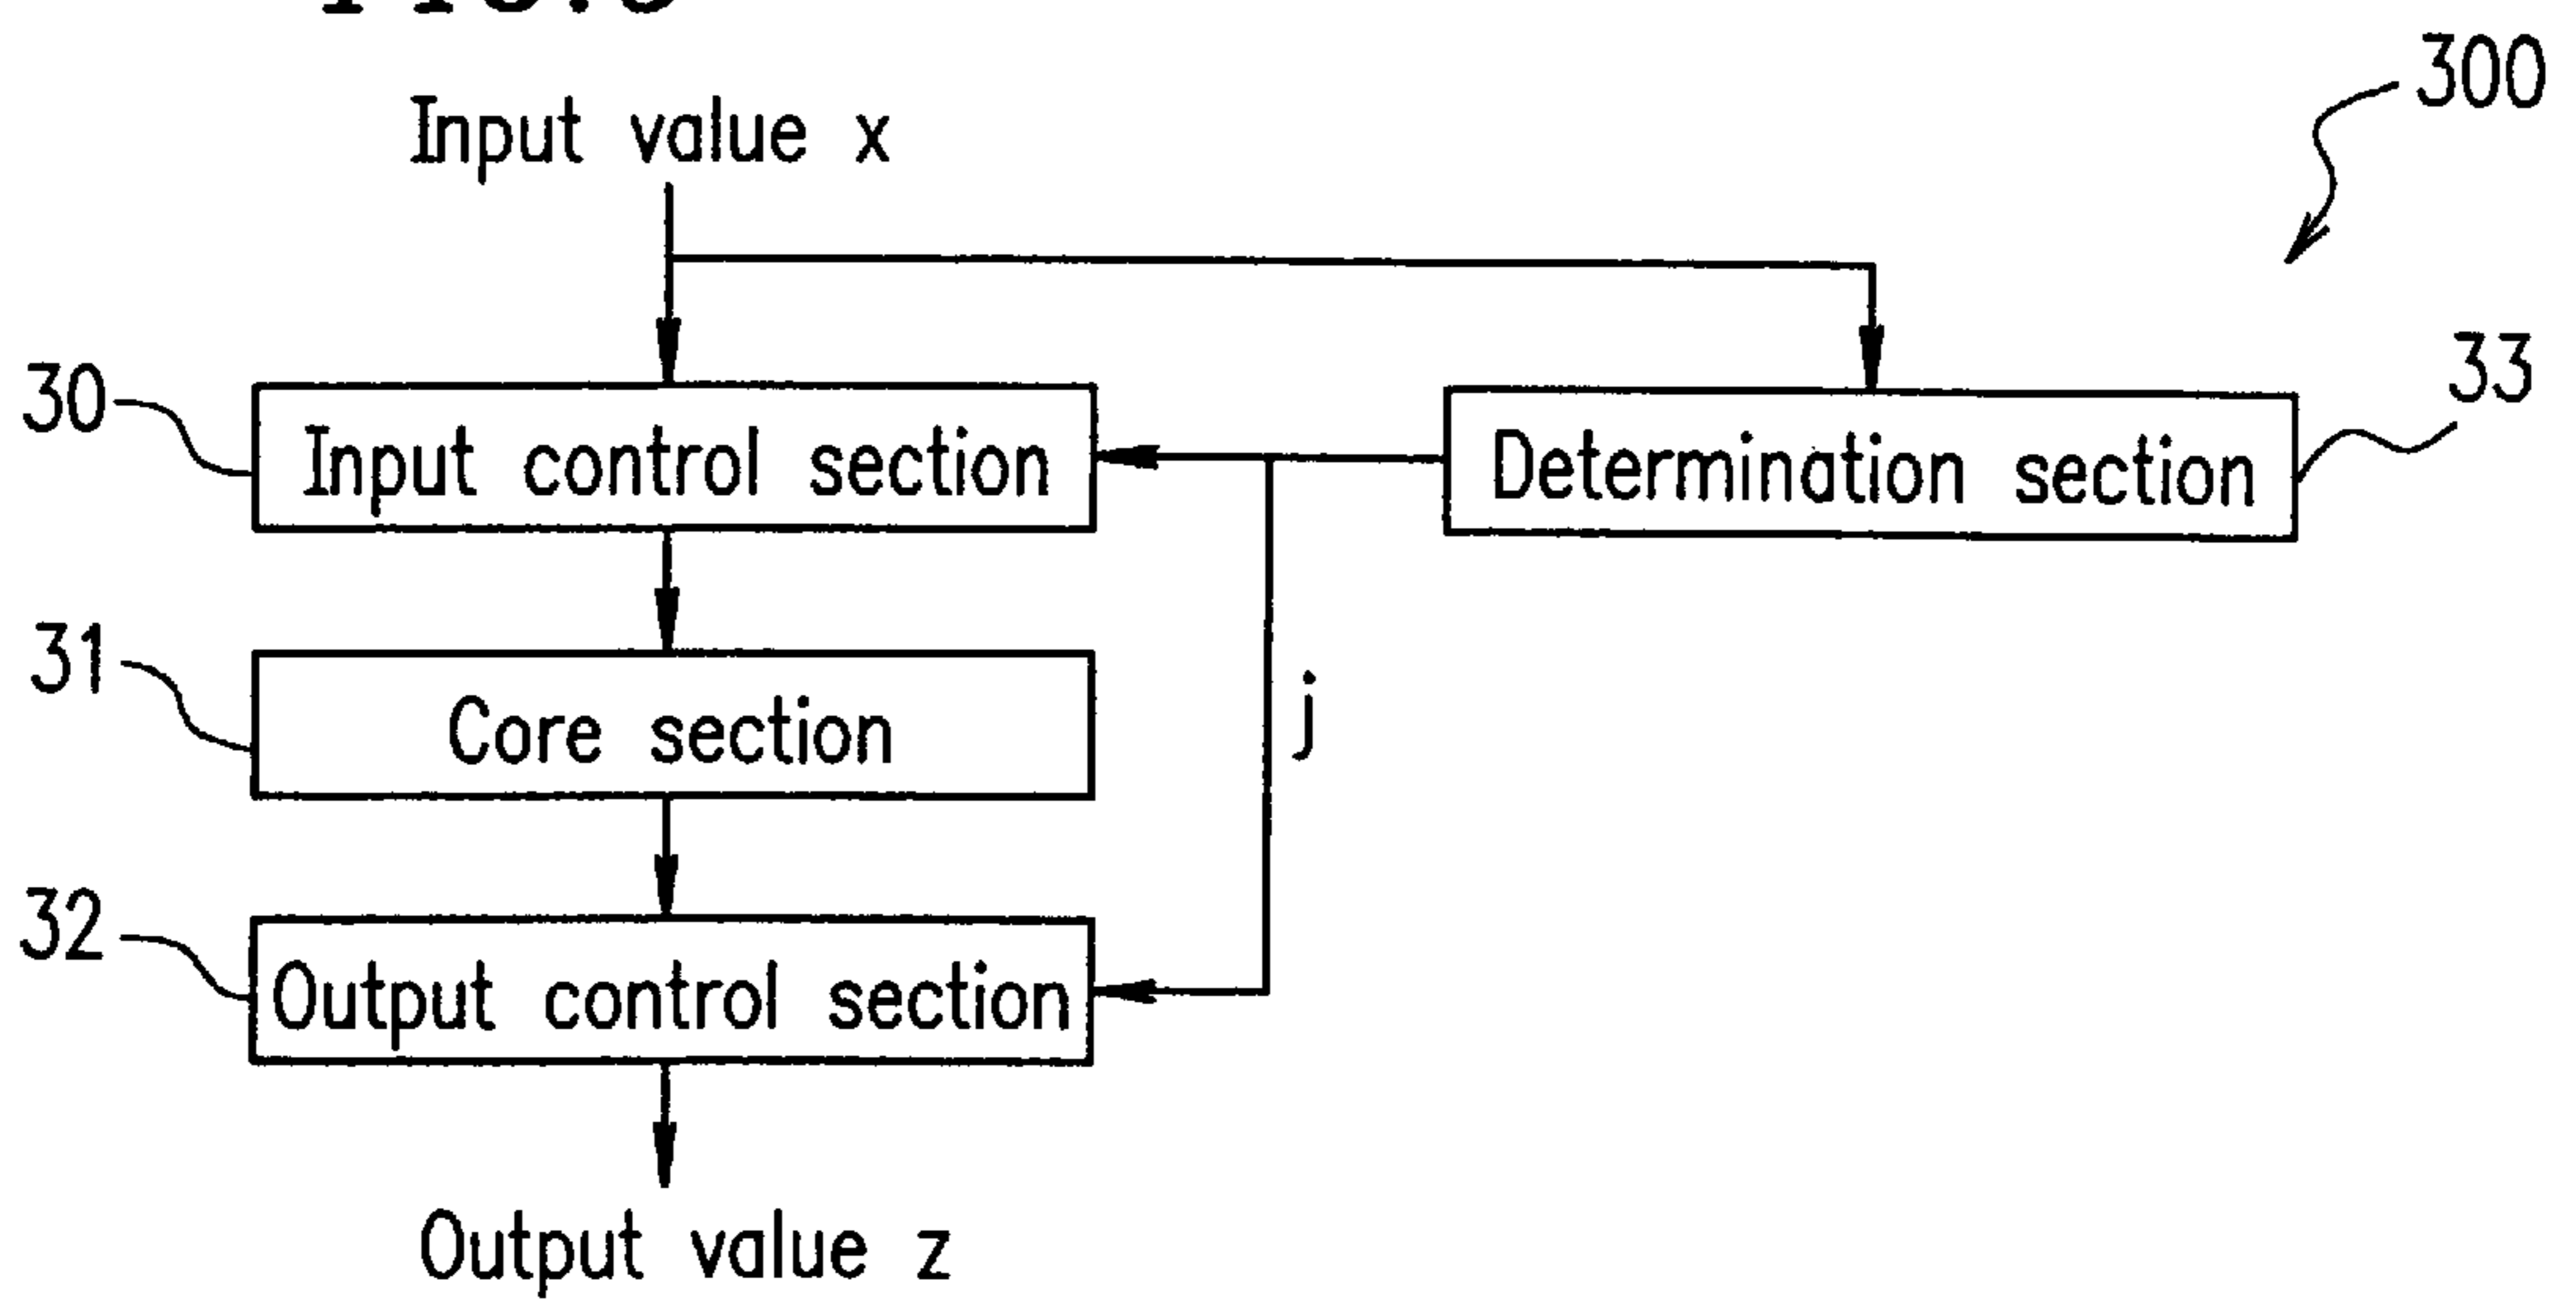 300
Input value x
30
Input control section
Determination section
33
31
Core section
j
32
Output control section
Output value z